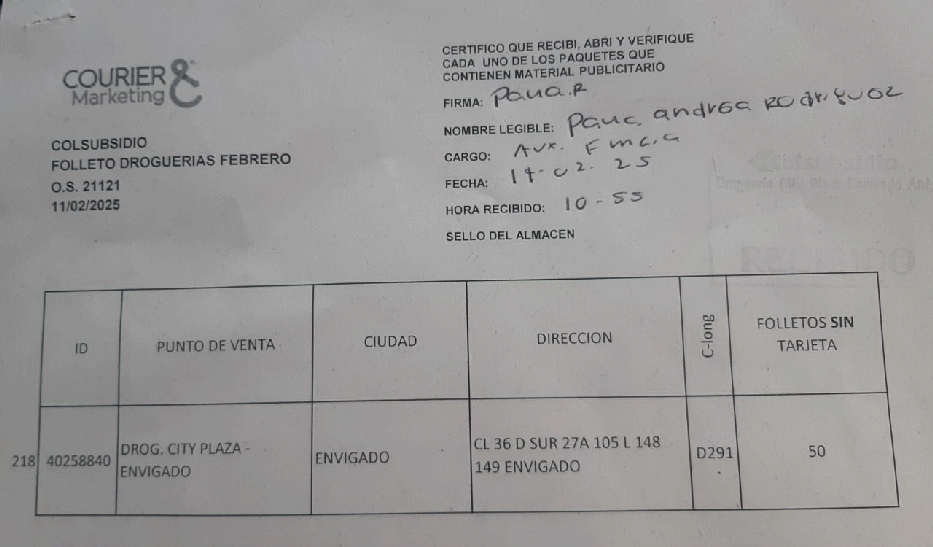 COURIER &
Marketing
COLSUBSIDIO
FOLLETO DROGUERIAS FEBRERO
O.S. 21121
11/02/2025
CERTIFICO QUE RECIBI, ABRI Y VERIFIQUE
CADA UNO DE LOS PAQUETES QUE
CONTIENEN MATERIAL PUBLICITARIO
FIRMA:
NOMBRE LEGIBLE: andrea Rodriguez
CARGO: Aux.
FECHA: 14-02-25
HORA RECIBIDO: 10-55
SELLO DEL ALMACEN
Colsubsidio
RECIBIDO
ID PUNTO DE VENTA CIUDAD DIRECCION C-long FOLLETOS SIN TARJETA
218 40258840 DROG. CITY PLAZA - ENVIGADO ENVIGADO CL 36 D SUR 27A 105 L 148 149 ENVIGADO D291 50